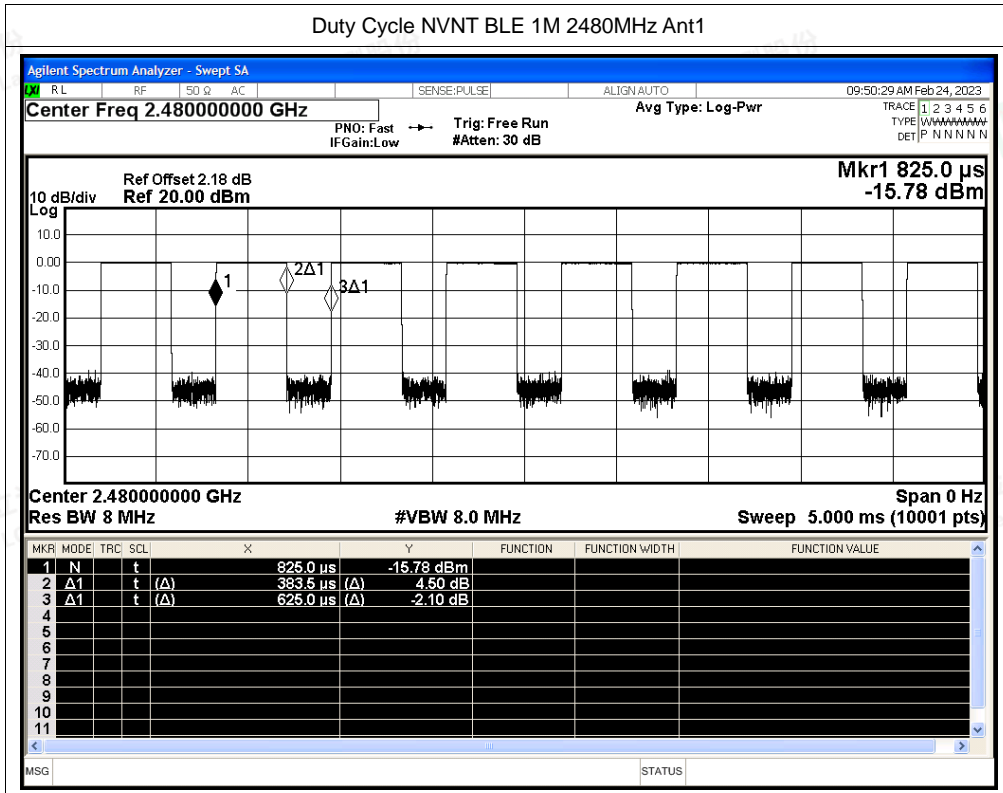 Duty Cycle NVNT BLE 1M 2480MHz Ant1
Agilent Spectrum Analyzer - Swept SA
LXI RL RF 50 Ω AC SENSE:PULSE ALIGN AUTO 09:50:29 AM Feb 24, 2023
Center Freq 2.480000000 GHz Avg Type: Log-Pwr TRACE 1 2 3 4 5 6
PNO: Fast Trig: Free Run TYPE
IFGain:Low #Atten: 30 dB DET P N N N N N
Mkr1 825.0 µs
Ref Offset 2.18 dB
10 dB/div Ref 20.00 dBm -15.78 dBm
Log
10.0
0.00
2Δ1
1
3Δ1
-10.0
-20.0
-30.0
-40.0
-50.0
-60.0
-70.0
Center 2.480000000 GHz Span 0 Hz
Res BW 8 MHz #VBW 8.0 MHz Sweep 5.000 ms (10001 pts)
MKR MODE TRC SCL X Y FUNCTION FUNCTION WIDTH FUNCTION VALUE
1 N t 825.0 µs -15.78 dBm
2 Δ1 t (Δ) 383.5 µs (Δ) 4.50 dB
3 Δ1 t (Δ) 625.0 µs (Δ) -2.10 dB
4
5
6
7
8
9
10
11
MSG STATUS